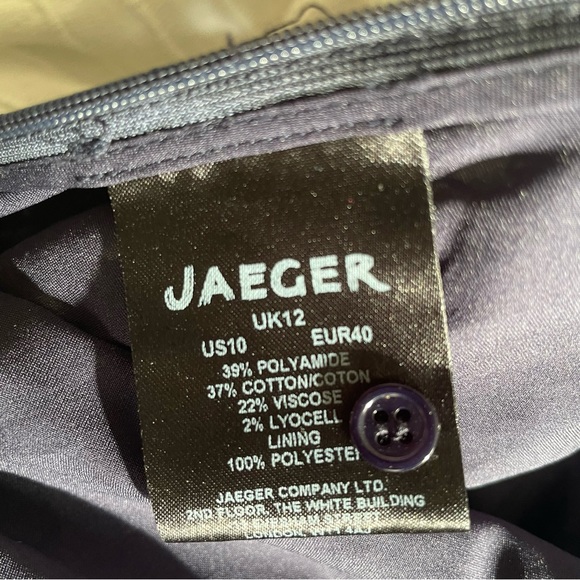 JAEGER
UK12
US10 EUR40
39% POLYAMIDE
37% COTTON/COTON
22% VISCOSE
2% LYOCELL
LINING
100% POLYESTE
JAEGER COMPANY LTD.
2ND FLOOR, THE WHITE BUILDING
LONDON,